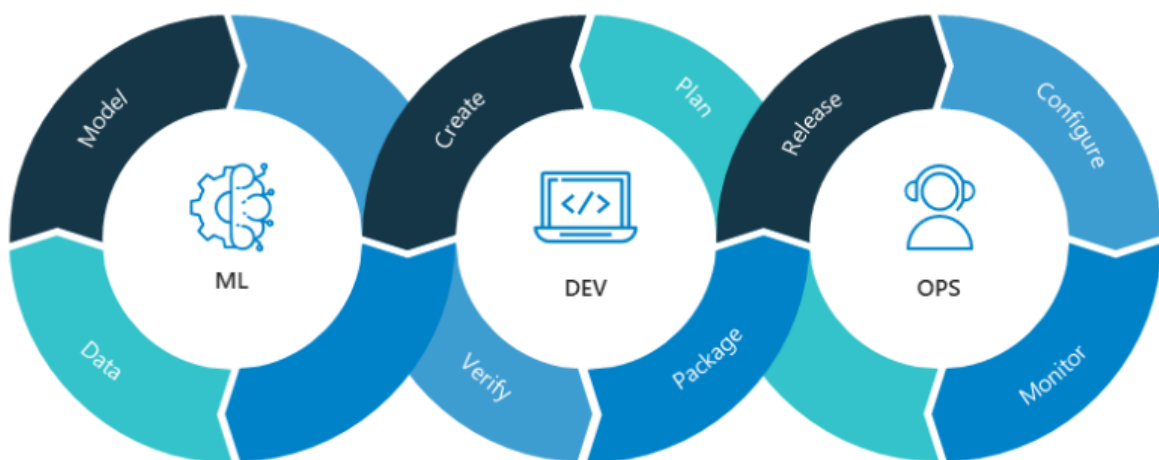 Model
Data
ML
Create
Plan
Verify
Package
DEV
Release
Configure
Monitor
OPS